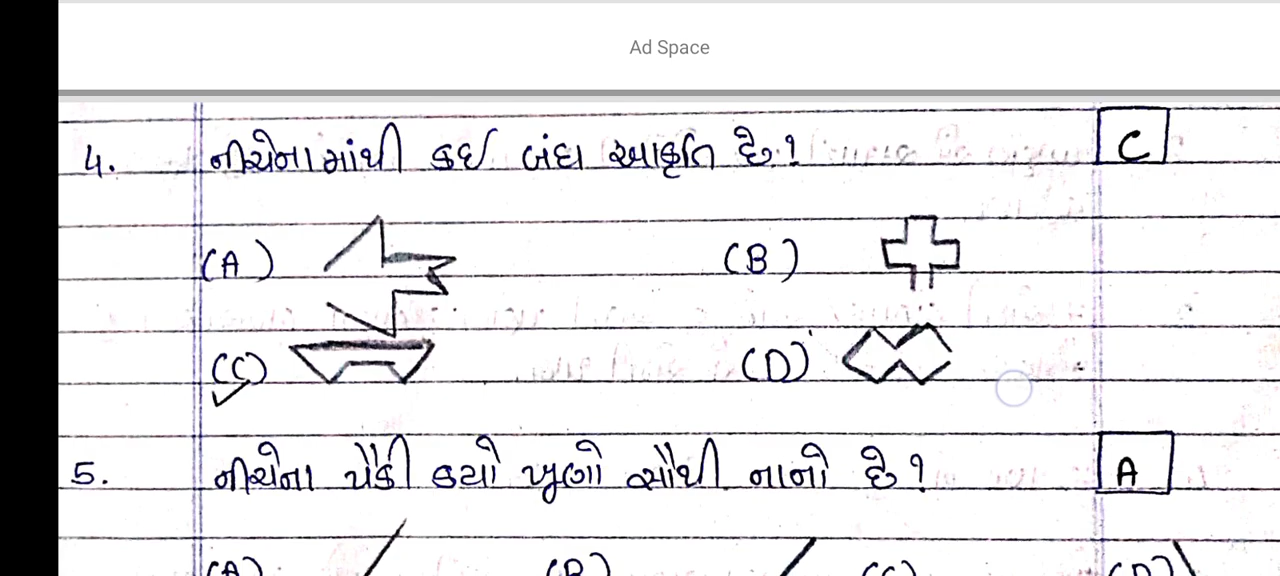 Ad Space
4. નીચેનામાંથી કઈ બંધ આકૃતિ છે? C
(A) (B)
(C) (D)
5. નીચેના પૈકી કયો ખૂણો સૌથી નાનો છે? A
(A) (B) (C) (D)